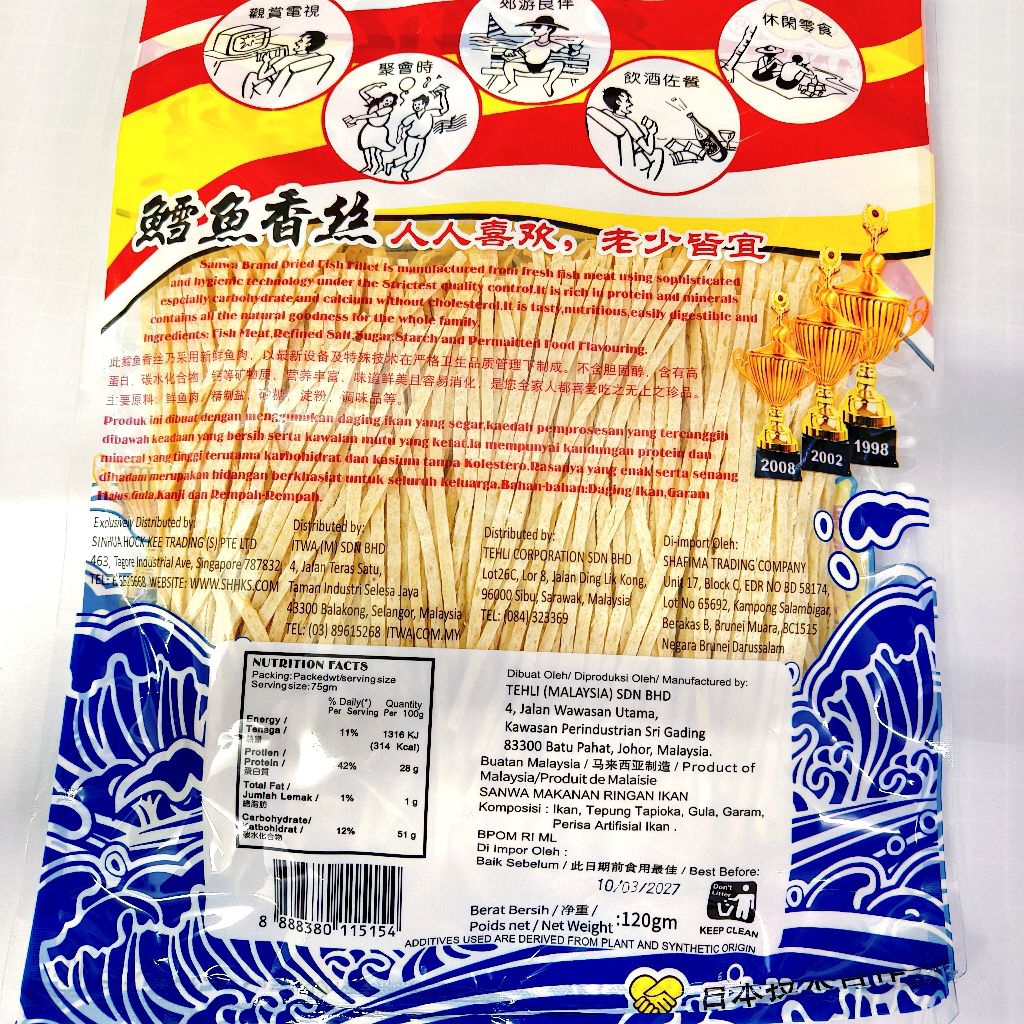 觀賞電視
聚會時
郊游良伴
飲酒佐餐
休閑零食
鱈魚香絲
人人喜欢，老少皆宜
Sanwa Brand Dried Fish Fillet is manufactured from fresh fish meat using sophisticated
and hygienic technology under the Strictest quality control.It is rich in protein and minerals
espcially carbohydrate and calcium without cholesterol.It is tasty,nutritious,easily digestible and
contains all the natural goodness for the whole family.
Ingredients: Fish Meat,Refined Salt,Sugar,Starch and Permaitted Food Flavouring.
此鱈鱼香丝乃采用新鲜鱼肉，以最新设备及特殊技术在严格卫生品质管理下制成。不含胆固醇，含有高
蛋白，碳水化合物，钙等矿物质，营养丰富，味道鲜美且容易消化，是您全家人都喜爱吃之无上之珍品。
主要原料：鲜鱼肉，精制盐，砂糖，淀粉，调味品等。
Produk ini dibuat dengan menggunakan daging ikan yang segar,kaedah pemprosesan yang tercanggih
dibawah keadaan yang bersih serta kawalan mutu yang ketat.Ia mempunyai kandungan protein dan
mineral yang tinggi terutama karbohidrat dan kasium tanpa Kolestero.Rasanya yang enak serta senang
dihadam merupakan hidangan berkhasiat untuk seluruh keluarga.Bahan-bahan:Daging Ikan,Garam
Halus,Gula,Kanji dan Rempah-Rempah.
2008 2002 1998
Exclusively Distributed by:
SINHUA HOCK KEE TRADING (S) PTE LTD
463, Tagore Industrial Ave, Singapore 787832
WEBSITE: WWW.SHHKS.COM
Distributed by:
ITWA (M) SDN BHD
4, Jalan Teras Satu,
Taman Industri Selesa Jaya
43300 Balakong, Selangor, Malaysia
TEL: (03) 89615268 ITWA.COM.MY
Distributed by:
TEHLI CORPORATION SDN BHD
Lot26C, Lor 8, Jalan Ding Lik Kong,
96000 Sibu, Sarawak, Malaysia
TEL: (084) 323369
Di-import Oleh:
SHAFIMA TRADING COMPANY
Unit 17, Block C, EDR NO BD 58174,
Lot No 65692, Kampong Salambigar,
Berakas B, Brunei Muara, BC1515
Negara Brunei Darussalam
NUTRITION FACTS
Packing: Packedwt/serving size
Serving size: 75gm
% Daily(*) Quantity
Per Serving Per 100g
Energy /
Tenaga / 11% 1316 KJ
熱量 (314 Kcal)
Protien /
Protein / 42% 28 g
蛋白質
Total Fat /
Jumlah Lemak / 1% 1 g
總脂肪
Carbohydrate/
Katbohidrat / 12% 51 g
碳水化合物
8 888380 115154
Dibuat Oleh/ Diproduksi Oleh/ Manufactured by:
TEHLI (MALAYSIA) SDN BHD
4, Jalan Wawasan Utama,
Kawasan Perindustrian Sri Gading
83300 Batu Pahat, Johor, Malaysia.
Buatan Malaysia / 马来西亚制造 / Product of
Malaysia/Produit de Malaisie
SANWA MAKANAN RINGAN IKAN
Komposisi : Ikan, Tepung Tapioka, Gula, Garam,
Perisa Artifisial Ikan .
BPOM RI ML
Di Impor Oleh :
Baik Sebelum / 此日期前食用最佳 / Best Before:
10/03/2027
Berat Bersih / 净重 /
Poids net / Net Weight :120gm
Don't
Litter
KEEP CLEAN
ADDITIVES USED ARE DERIVED FROM PLANT AND SYNTHETIC ORIGIN
日本技术合作